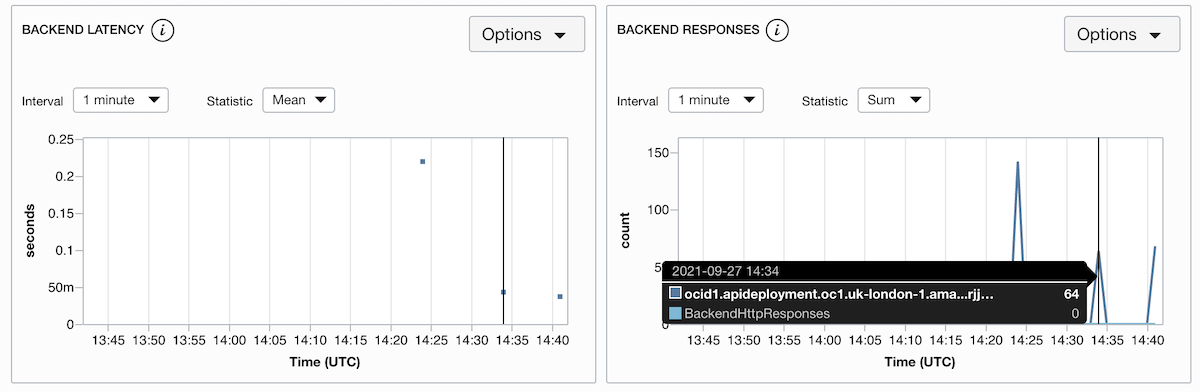 BACKEND LATENCY i
Options
Interval 1 minute Statistic Mean
0.25
0.2
0.15
0.1
50m
0
seconds
13:45 13:50 13:55 14:00 14:05 14:10 14:15 14:20 14:25 14:30 14:35 14:40
Time (UTC)
BACKEND RESPONSES i
Options
Interval 1 minute Statistic Sum
150
100
5
0
count
2021-09-27 14:34
ocid1.apideployment.oc1.uk-london-1.ama...rjj... 64
BackendHttpResponses 0
13:45 13:50 13:55 14:00 14:05 14:10 14:15 14:20 14:25 14:30 14:35 14:40
Time (UTC)